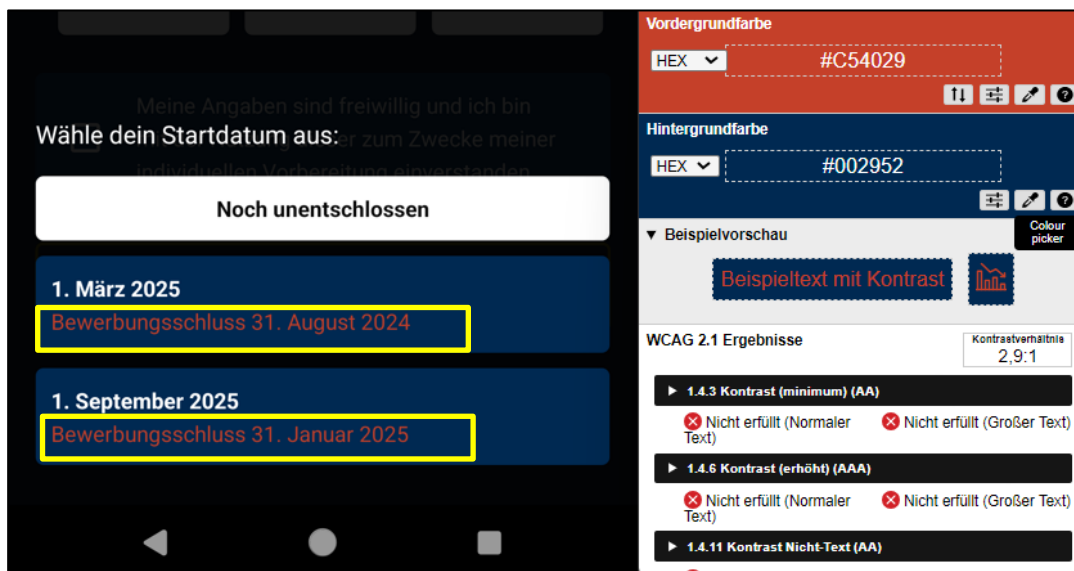 Meine Angaben sind freiwillig und ich bin
Wähle dein Startdatum aus:
zum Zwecke meiner
individuellen Vorbereitung einverstanden
Noch unentschlossen
1. März 2025
Bewerbungsschluss 31. August 2024
1. September 2025
Bewerbungsschluss 31. Januar 2025
Vordergrundfarbe
HEX
#C54029
Hintergrundfarbe
HEX
#002952
Colour
picker
Beispielvorschau
Beispieltext mit Kontrast
WCAG 2.1 Ergebnisse
Kontrastverhältnis
2,9:1
1.4.3 Kontrast (minimum) (AA)
Nicht erfüllt (Normaler
Text)
Nicht erfüllt (Großer Text)
1.4.6 Kontrast (erhöht) (AAA)
Nicht erfüllt (Normaler
Text)
Nicht erfüllt (Großer Text)
1.4.11 Kontrast Nicht-Text (AA)